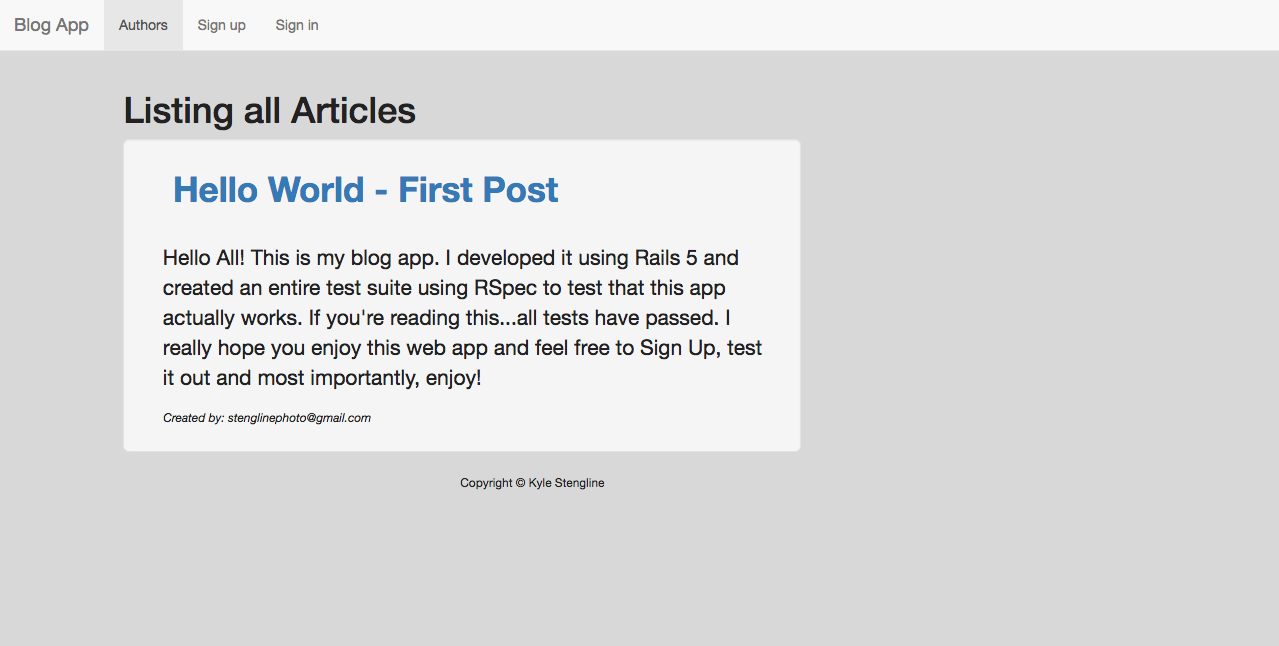 Blog App Authors Sign up Sign in
Listing all Articles
Hello World - First Post
Hello All! This is my blog app. I developed it using Rails 5 and
created an entire test suite using RSpec to test that this app
actually works. If you're reading this...all tests have passed. I
really hope you enjoy this web app and feel free to Sign Up, test
it out and most importantly, enjoy!
Created by: stenglinephoto@gmail.com
Copyright © Kyle Stengline